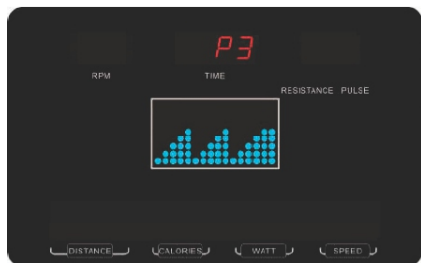 P3
RPM TIME
RESISTANCE PULSE
DISTANCE CALORIES WATT SPEED